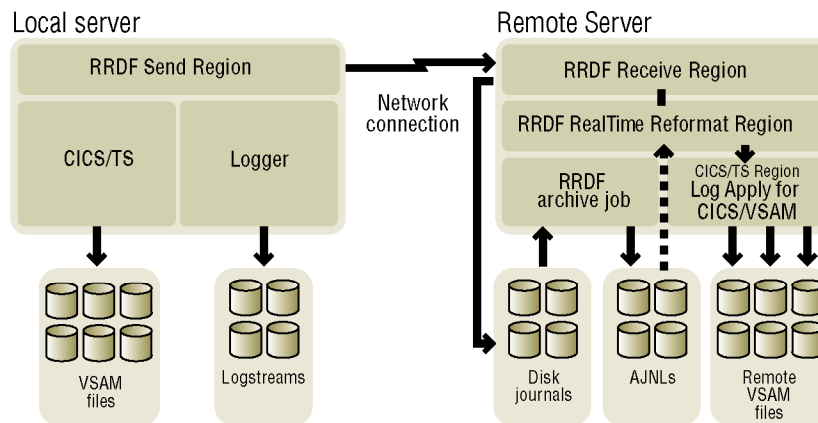 Local server
RRDF Send Region
CICS/TS
Logger
VSAM
files
Logstreams
Network
connection
Remote Server
RRDF Receive Region
RRDF RealTime Reformat Region
RRDF
archive job
CICS/TS Region
Log Apply for
CICS/VSAM
Disk
journals
AJNLs
Remote
VSAM
files